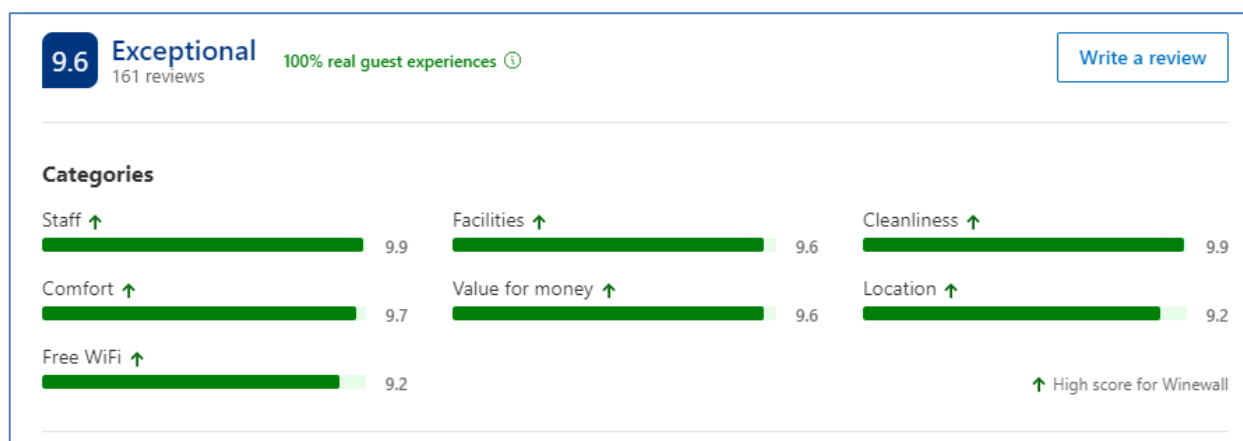 9.6
Exceptional
161 reviews
100% real guest experiences
Write a review
Categories
Staff ↑
9.9
Facilities ↑
9.6
Cleanliness ↑
9.9
Comfort ↑
9.7
Value for money ↑
9.6
Location ↑
9.2
Free WiFi ↑
9.2
↑ High score for Winewall